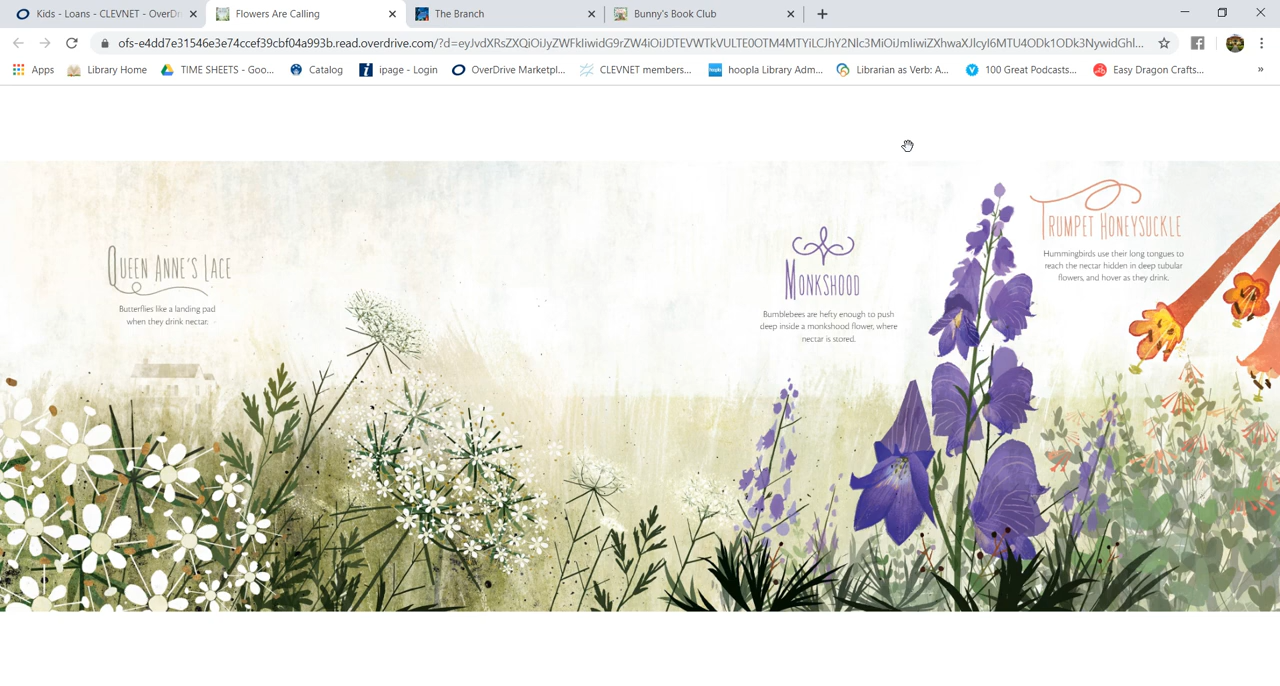 Kids - Loans - CLEVNET - OverDr
Flowers Are Calling
The Branch
Bunny's Book Club
ofs-e4dd7e31546e3e74ccef39cbf04a993b.read.overdrive.com/?d=eyJvdXRsZXQiOiJyZWFkIiwidG9rZW4iOiJDTEVWTkVULTE0OTM4MTYiLCJhY2Nlc3MiOiJmIiwiZXhwaXJlcyI6MTU4ODk1ODk3NywidGhl...
Apps
Library Home
TIME SHEETS - Goo...
Catalog
ipage - Login
OverDrive Marketpl...
CLEVNET members...
hoopla Library Adm...
Librarian as Verb: A...
100 Great Podcasts...
Easy Dragon Crafts...
»
Queen Anne's Lace
Butterflies like a landing pad
when they drink nectar.
Monkshood
Bumblebees are hefty enough to push
deep inside a monkshood flower, where
nectar is stored.
Trumpet Honeysuckle
Hummingbirds use their long tongues to
reach the nectar hidden in deep tubular
flowers, and hover as they drink.